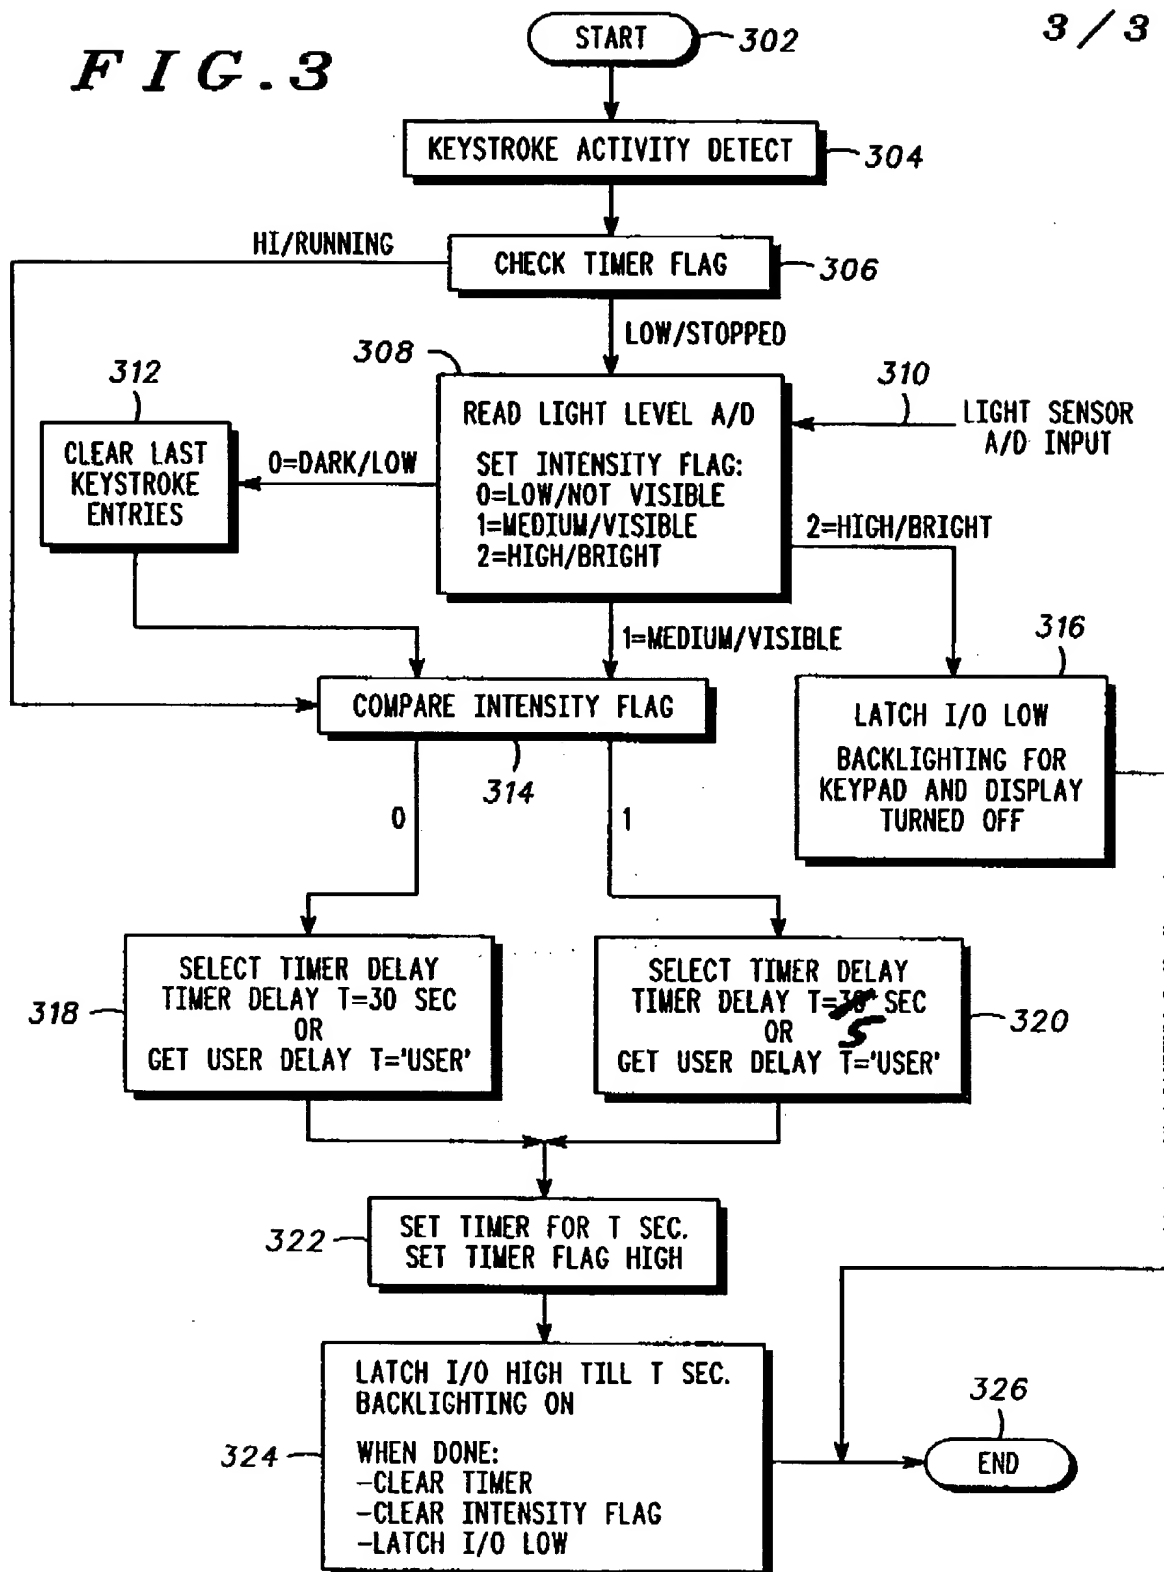 3/3
FIG.3
START
302
KEYSTROKE ACTIVITY DETECT
304
HI/RUNNING
CHECK TIMER FLAG
306
LOW/STOPPED
308
310
312
READ LIGHT LEVEL A/D
SET INTENSITY FLAG:
0=LOW/NOT VISIBLE
1=MEDIUM/VISIBLE
2=HIGH/BRIGHT
LIGHT SENSOR
A/D INPUT
CLEAR LAST
KEYSTROKE
ENTRIES
0=DARK/LOW
2=HIGH/BRIGHT
1=MEDIUM/VISIBLE
316
COMPARE INTENSITY FLAG
314
LATCH I/O LOW
BACKLIGHTING FOR
KEYPAD AND DISPLAY
TURNED OFF
0
1
SELECT TIMER DELAY
TIMER DELAY T=30 SEC
OR
GET USER DELAY T='USER'
318
SELECT TIMER DELAY
TIMER DELAY T=30 SEC
OR 5
GET USER DELAY T='USER'
320
SET TIMER FOR T SEC.
SET TIMER FLAG HIGH
322
LATCH I/O HIGH TILL T SEC.
BACKLIGHTING ON
WHEN DONE:
-CLEAR TIMER
-CLEAR INTENSITY FLAG
-LATCH I/O LOW
324
326
END